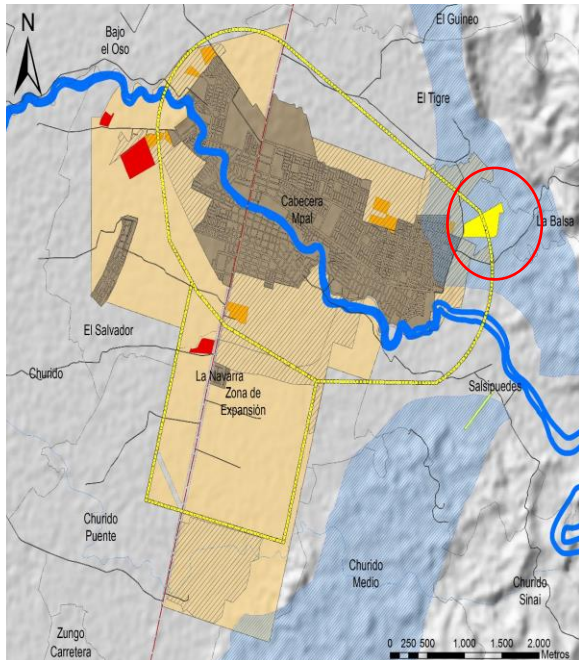 El Guineo
Bajo
el Oso
N
El Tigre
Cabecera
Mpal
La Balsa
El Salvador
Churido
La Navarra
Zona de
Expansión
Salsipuedes
Churido
Puente
Churido
Medio
Churido
Sinai
Zungo
Carretera
0 250 500 1.000 1.500 2.000
Metros